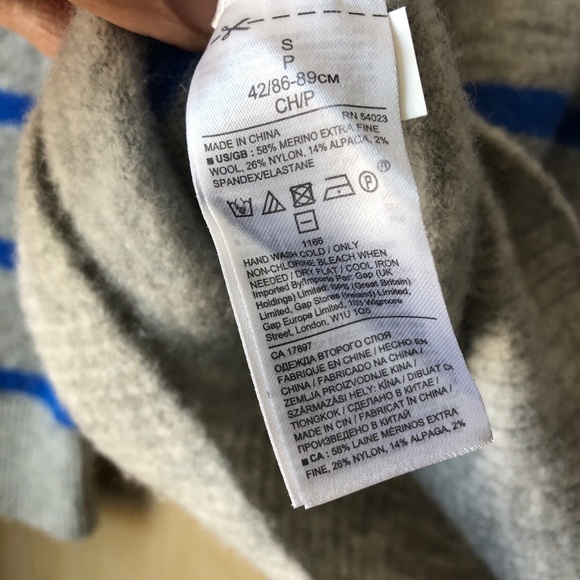 S
P
42/86-89CM
CH/P
RN 54023
MADE IN CHINA
■ US/GB : 58% MERINO EXTRA FINE
WOOL, 26% NYLON, 14% ALPACA, 2%
SPANDEX/ELASTANE
P ®
1166
HAND WASH COLD / ONLY
NON-CHLORINE BLEACH WHEN
NEEDED / DRY FLAT / COOL IRON
Imported By/Imsane Par: Gap (UK
Holdings) Limited: GPS (Great Britain)
Limited, Gap Stores (Ireland) Limited,
Gap Europe Limited, Wigmore
Street, London, W1U 1QS
CA 17897
ОДЕЖДА ВТОРОГО СЛОЯ
FABRIQUE EN CHINE / HECHO EN
CHINA / FABRICADO NA CHINA /
ZEMLJA PROIZVODNJE KINA /
SZÁRMAZÁSI HELY: KÍNA / DIBUAT DI
TIONGKOK / СДЕЛАНО В КИТАЕ /
MADE IN CIN / FABRICAT ÎN CHINA /
ПРОИЗВЕДЕНО В КИТАЙ
■ CA : 58% LAINE MÉRINOS EXTRA
FINE, 26% NYLON, 14% ALPAGA, 2%